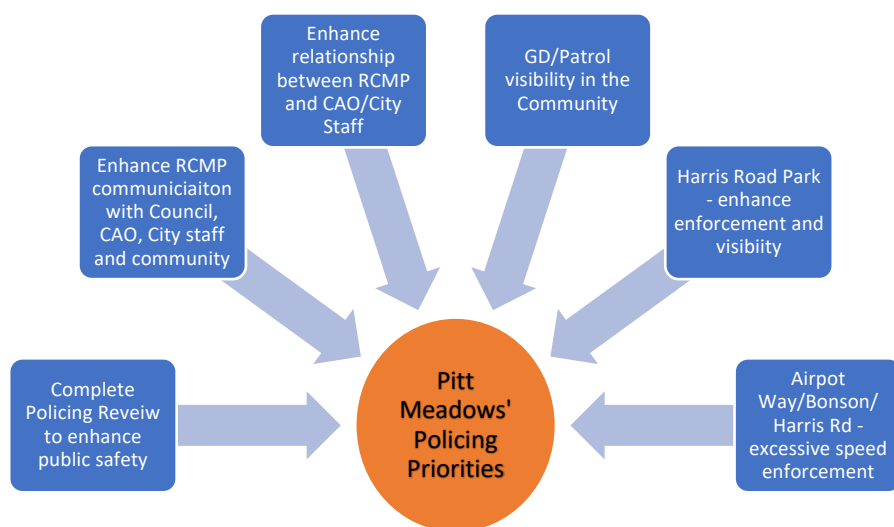 Enhance
relationship
between RCMP
and CAO/City
Staff
GD/Patrol
visibility in the
Community
Enhance RCMP
communiciaiton
with Council,
CAO, City staff
and community
Harris Road Park
- enhance
enforcement and
visibiity
Complete
Policing Reveiw
to enhance
public safety
Pitt
Meadows'
Policing
Priorities
Airpot
Way/Bonson/
Harris Rd -
excessive speed
enforcement